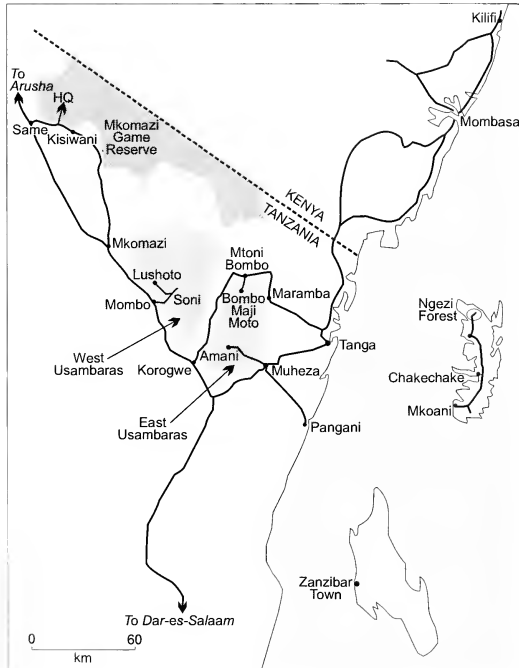 Kilifi
To
Arusha
HQ
Mombasa
Same
Kisiwani
Mkomazi
Game
Reserve
KENYA
TANZANIA
Mkomazi
Mtoni
Bombo
Lushoto
Soni
Mombo
Bombo
Maji
Moto
Maramba
Ngezi
Forest
West
Usambaras
Amani
Tanga
Korogwe
Muheza
Chakechake
East
Usambaras
Mkoani
Pangani
Zanzibar
Town
To Dar-es-Salaam
0 60
km